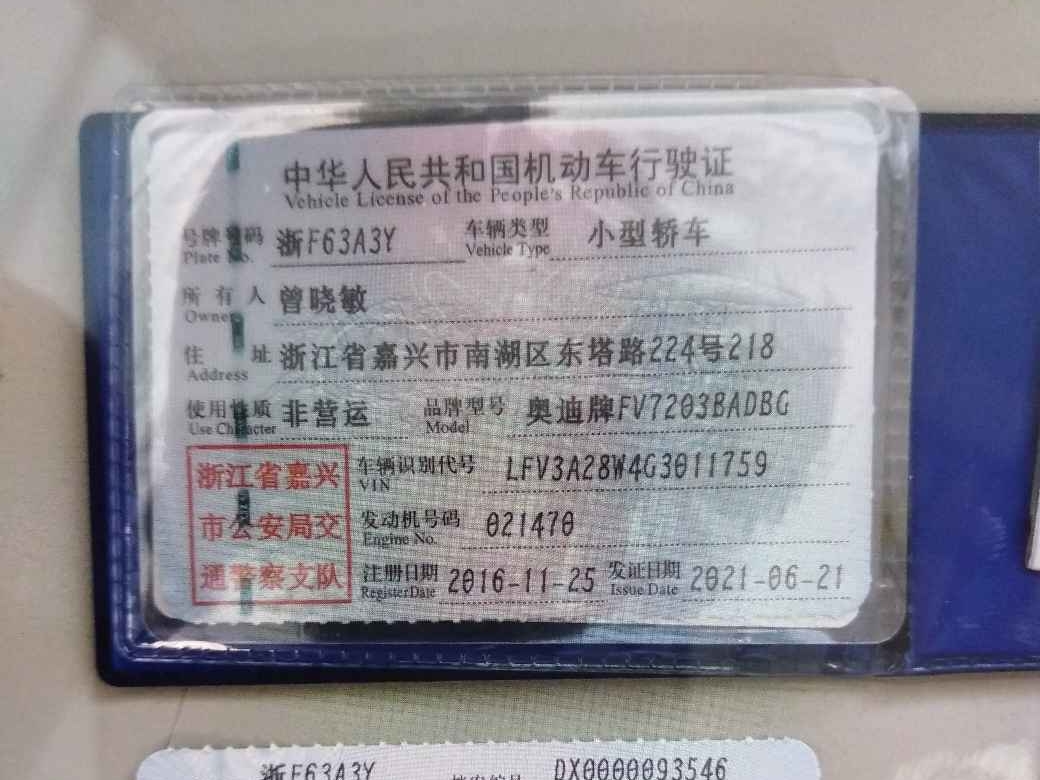 中华人民共和国机动车行驶证
Vehicle License of the People's Republic of China
号牌号码 浙F63A3Y 车辆类型 小型轿车
Plate No. Vehicle Type
所有人 曾晓敏
Owner
住址 浙江省嘉兴市南湖区东塔路224号218
Address
使用性质 非营运 品牌型号 奥迪牌FV7203BADBG
Use Character Model
浙江省嘉兴
市公安局交
通警察支队
车辆识别代号 LFV3A28W4G3011759
VIN
发动机号码 021470
Engine No.
注册日期 2016-11-25 发证日期 2021-06-21
Register Date Issue Date
浙F63A3Y 档案编号 DX0000093546